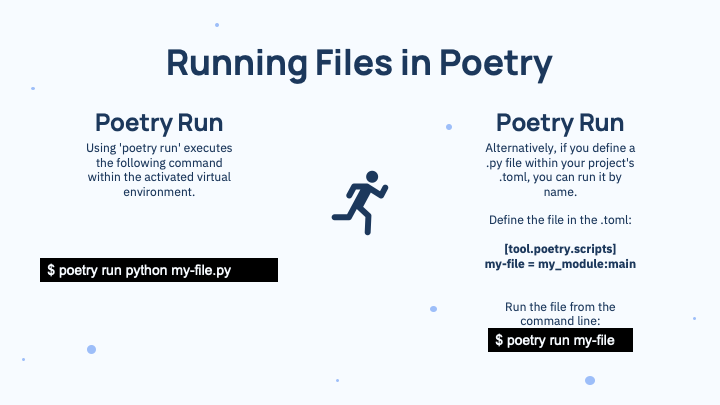 Running Files in Poetry
Poetry Run
Using 'poetry run' executes
the following command
within the activated virtual
environment.
$ poetry run python my-file.py
Poetry Run
Alternatively, if you define a
.py file within your project's
.toml, you can run it by
name.
Define the file in the .toml:
[tool.poetry.scripts]
my-file = my_module:main
Run the file from the
command line:
$ poetry run my-file